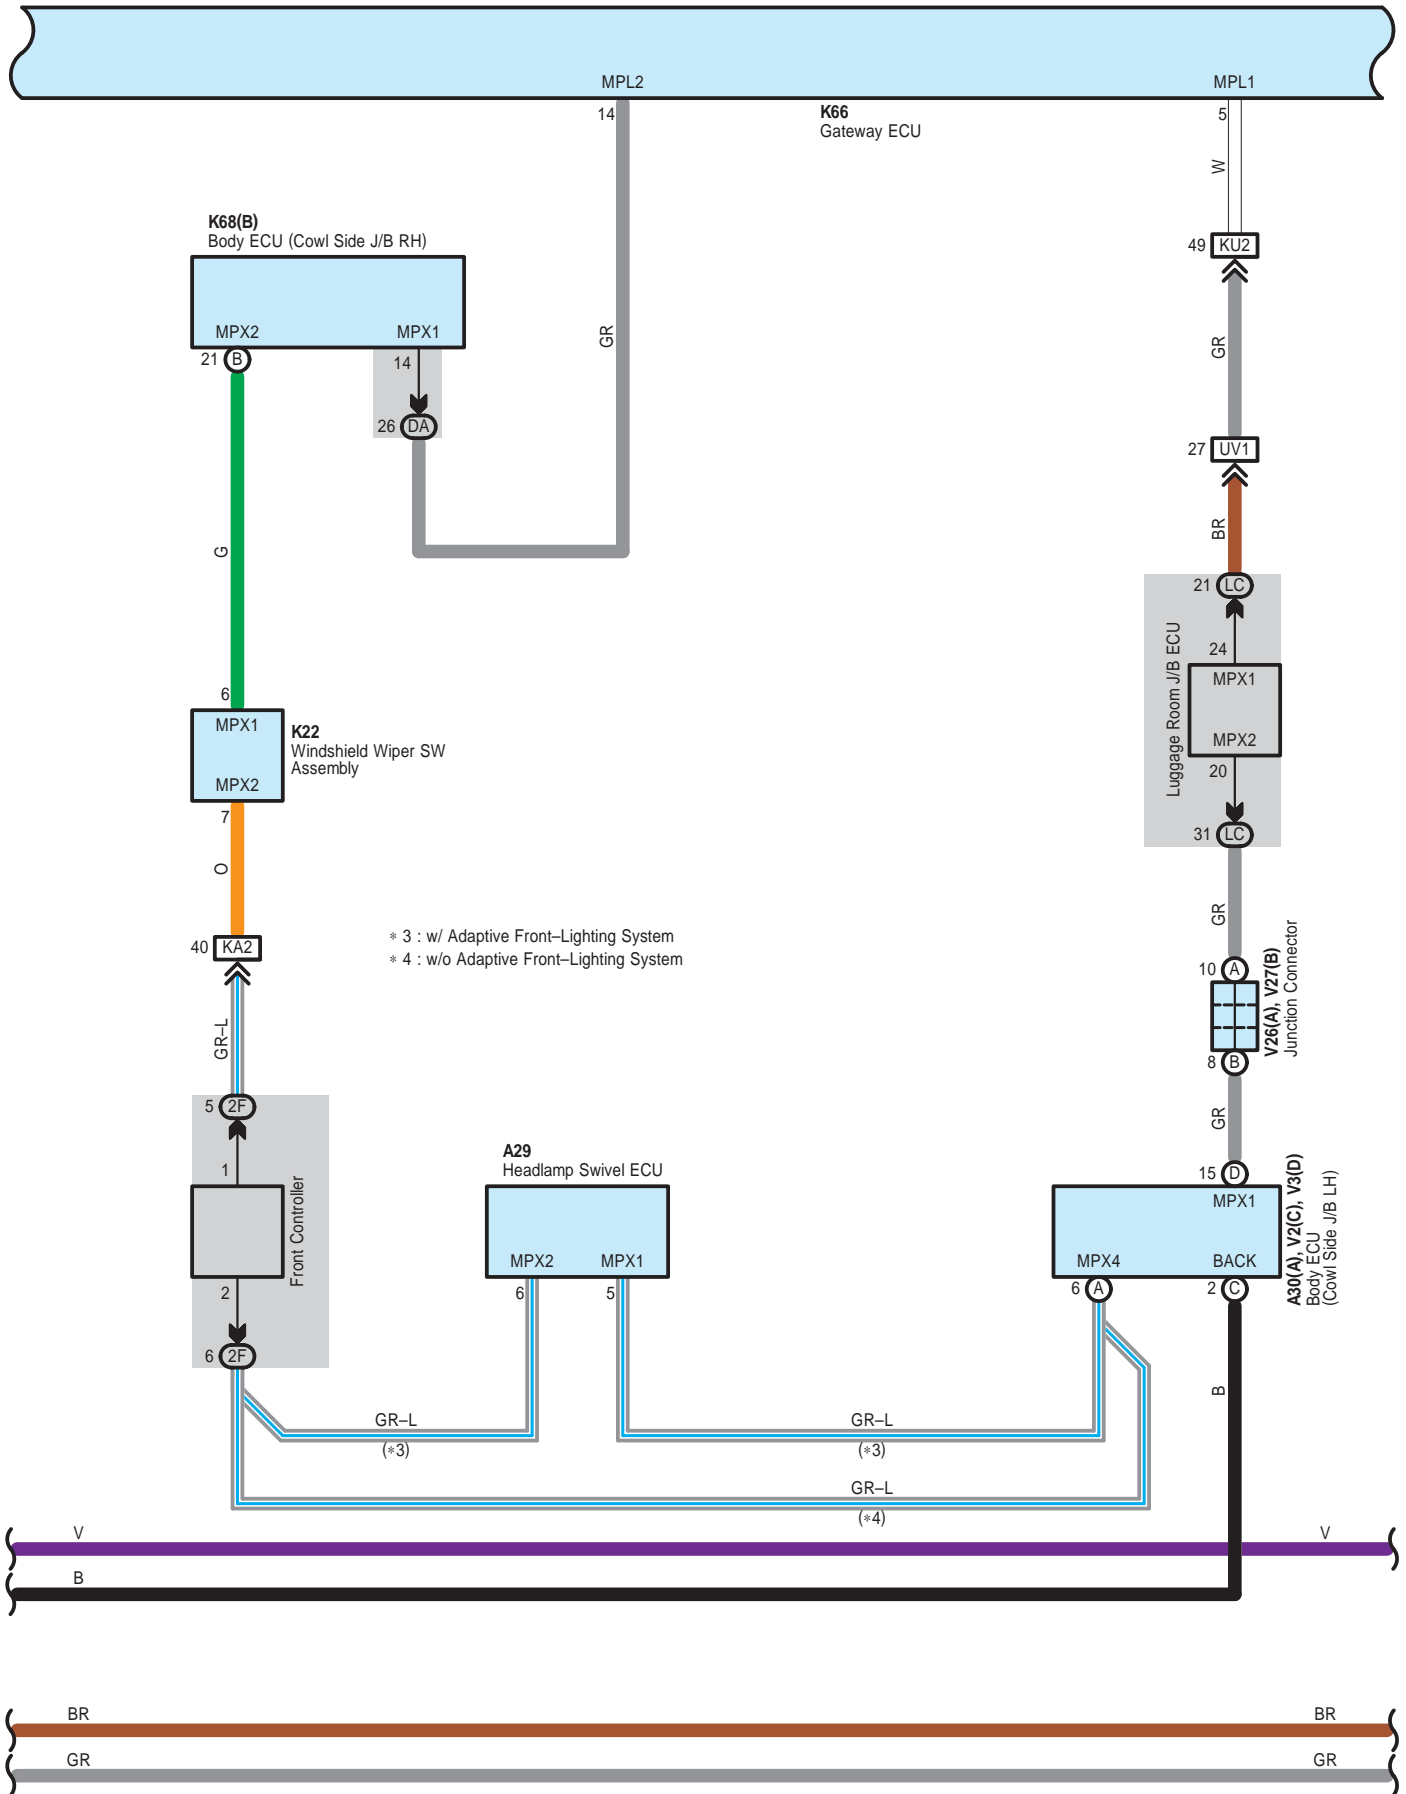 MPL2
MPL1
14
K66
Gateway ECU
5
W
K68(B)
Body ECU (Cowl Side J/B RH)
49 KU2
MPX2
MPX1
21 B
14
GR
GR
26 DA
27 UV1
BR
G
21 LC
24
Luggage Room J/B ECU
MPX1
MPX2
20
31 LC
6
MPX1
MPX2
K22
Windshield Wiper SW
Assembly
7
O
GR
40 KA2
∗ 3 : w/ Adaptive Front–Lighting System
∗ 4 : w/o Adaptive Front–Lighting System
10 A
V26(A), V27(B)
Junction Connector
8 B
GR–L
GR
5 2F
1
Front Controller
2
6 2F
A29
Headlamp Swivel ECU
MPX2
MPX1
6
5
15 D
MPX1
MPX4
BACK
6 A
2 C
A30(A), V2(C), V3(D)
Body ECU
(Cowl Side J/B LH)
B
GR–L
(∗3)
GR–L
(∗3)
GR–L
(∗4)
V
V
B
BR
BR
GR
GR